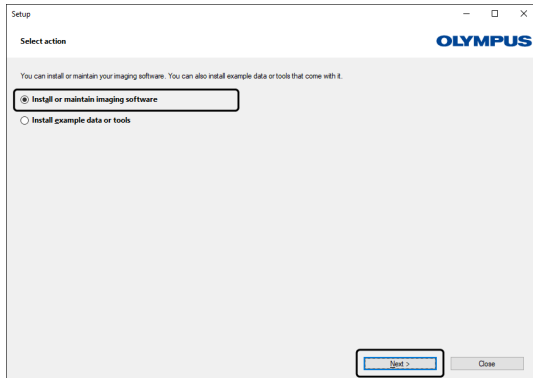 Setup
Select action
OLYMPUS
You can install or maintain your imaging software. You can also install example data or tools that come with it.
Install or maintain imaging software
Install example data or tools
Next >
Close